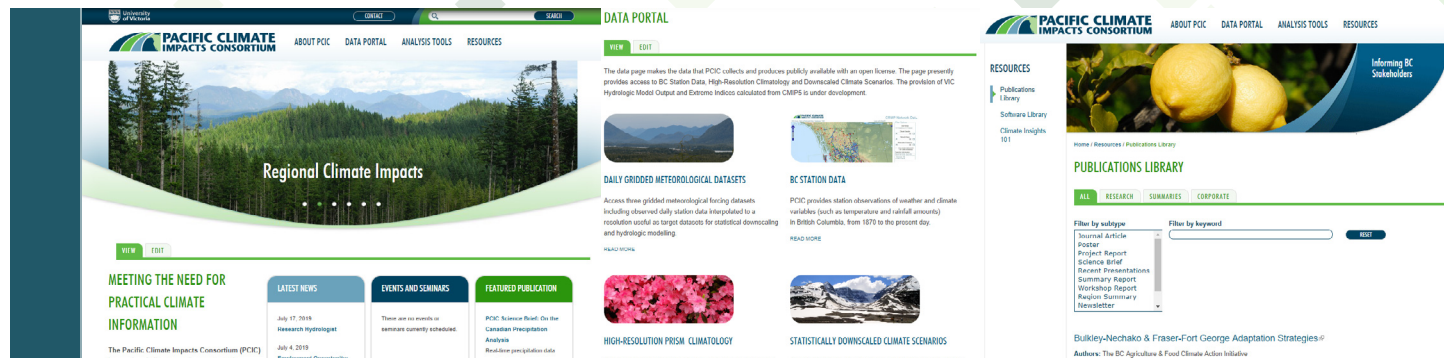 University
of Victoria
CONTACT
SEARCH
PACIFIC CLIMATE
IMPACTS CONSORTIUM
ABOUT PCIC DATA PORTAL ANALYSIS TOOLS RESOURCES
Regional Climate Impacts
VIEW EDIT
MEETING THE NEED FOR
PRACTICAL CLIMATE
INFORMATION
The Pacific Climate Impacts Consortium (PCIC)
LATEST NEWS
July 17, 2019
Research Hydrologist
July 4, 2019
EVENTS AND SEMINARS
There are no events or
seminars currently scheduled.
FEATURED PUBLICATION
PCIC Science Brief: On the
Canadian Precipitation
Analysis
Real-time precipitation data
DATA PORTAL
VIEW EDIT
The data page makes the data that PCIC collects and produces publicly available with an open license. The page presently
provides access to BC Station Data, High-Resolution Climatology and Downscaled Climate Scenarios. The provision of VIC
Hydrologic Model Output and Extreme Indices calculated from CMIP5 is under development.
DAILY GRIDDED METEOROLOGICAL DATASETS
Access three gridded meteorological forcing datasets
including observed daily station data interpolated to a
resolution useful as target datasets for statistical downscaling
and hydrologic modelling.
READ MORE
BC STATION DATA
PCIC provides station observations of weather and climate
variables (such as temperature and rainfall amounts)
in British Columbia, from 1870 to the present day.
READ MORE
HIGH-RESOLUTION PRISM CLIMATOLOGY
STATISTICALLY DOWNSCALED CLIMATE SCENARIOS
PACIFIC CLIMATE
IMPACTS CONSORTIUM
ABOUT PCIC DATA PORTAL ANALYSIS TOOLS RESOURCES
RESOURCES
Publications
Library
Software Library
Climate Insights
101
Informing BC
Stakeholders
Home / Resources / Publications Library
PUBLICATIONS LIBRARY
ALL RESEARCH SUMMARIES CORPORATE
Filter by subtype
Filter by keyword
Journal Article
Poster
Project Report
Science Brief
Recent Presentations
Summary Report
Workshop Report
Region Summary
Newsletter
RESET
Bulkley-Nechako & Fraser-Fort George Adaptation Strategies
Authors: The BC Agriculture & Food Climate Action Initiative